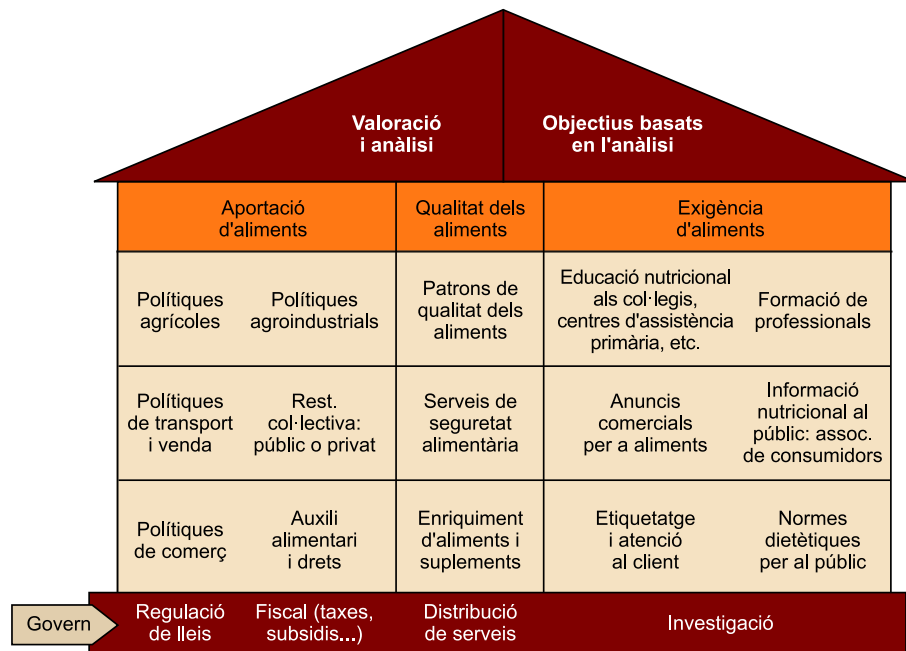 Valoració
i anàlisi
Objectius basats
en l'anàlisi
Aportació
d'aliments
Qualitat dels
aliments
Exigència
d'aliments
Polítiques
agrícoles
Polítiques
agroindustrials
Patrons de
qualitat dels
aliments
Educació nutricional
als col·legis,
centres d'assistència
primària, etc.
Formació de
professionals
Polítiques
de transport
i venda
Rest.
col·lectiva:
públic o privat
Serveis de
seguretat
alimentària
Anuncis
comercials
per a aliments
Informació
nutricional al
públic: assoc.
de consumidors
Polítiques
de comerç
Auxili
alimentari
i drets
Enriquiment
d'aliments i
suplements
Etiquetatge
i atenció
al client
Normes
dietètiques
per al públic
Govern
Regulació
de lleis
Fiscal (taxes,
subsidis...)
Distribució
de serveis
Investigació